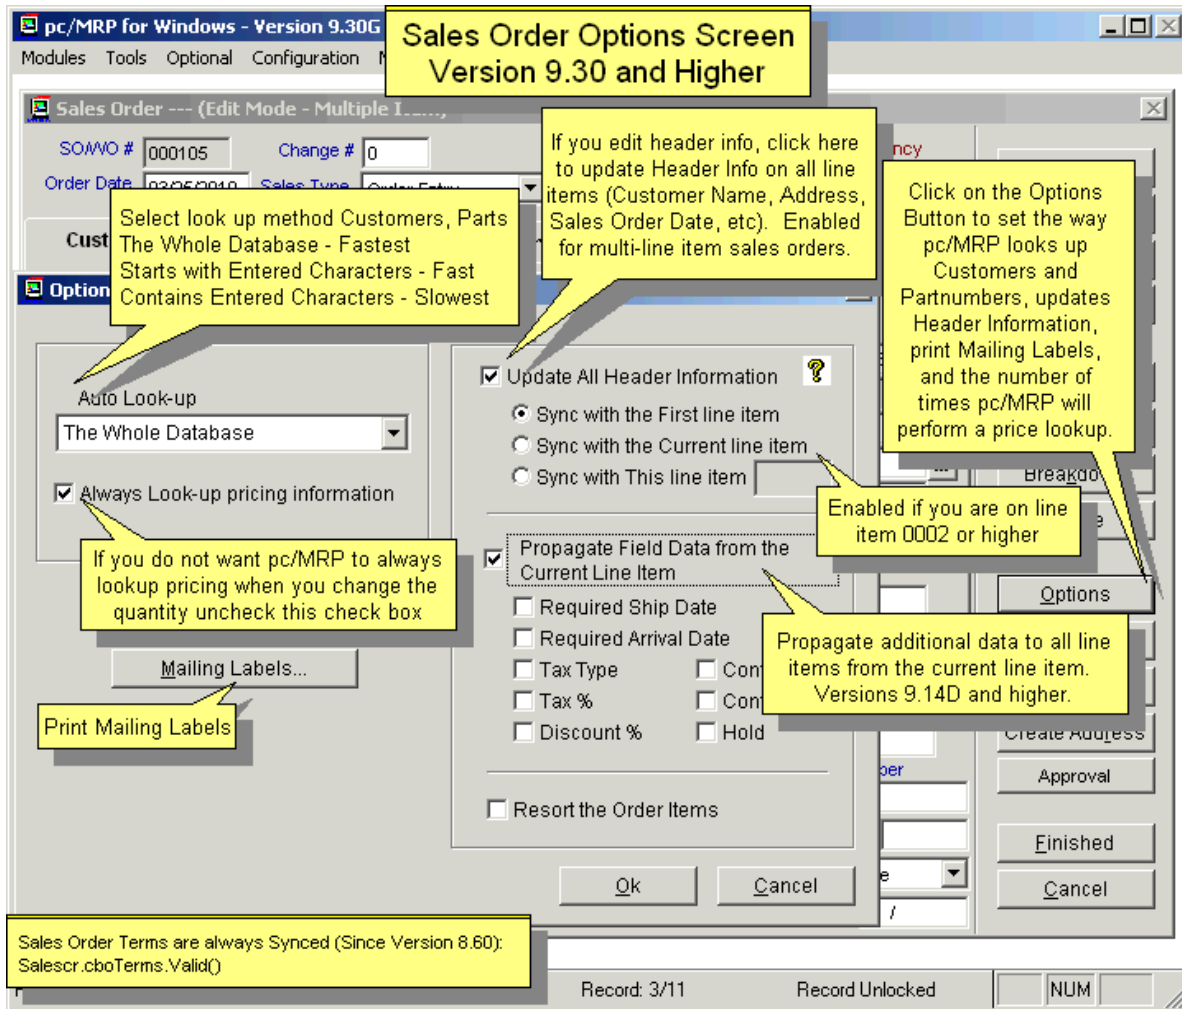 pc/MRP for Windows - Version 9.30G
Sales Order Options Screen
Version 9.30 and Higher
Modules Tools Optional Configuration
Sales Order --- (Edit Mode - Multiple
SO/WO # 000105 Change # 0
Order Date 03/25/2010 Sales Type Order Entry
If you edit header info, click here
to update Header Info on all line
items (Customer Name, Address,
Sales Order Date, etc). Enabled
for multi-line item sales orders.
Click on the Options
Button to set the way
pc/MRP looks up
Customers and
Partnumbers, updates
Header Information,
print Mailing Labels,
and the number of
times pc/MRP will
perform a price lookup.
Select look up method Customers, Parts
The Whole Database - Fastest
Starts with Entered Characters - Fast
Contains Entered Characters - Slowest
Auto Look-up
The Whole Database
Always Look-up pricing information
If you do not want pc/MRP to always
lookup pricing when you change the
quantity uncheck this check box
Mailing Labels...
Print Mailing Labels
Update All Header Information ?
Sync with the First line item
Sync with the Current line item
Sync with This line item
Enabled if you are on line
item 0002 or higher
Propagate Field Data from the
Current Line Item
Required Ship Date
Required Arrival Date
Tax Type
Tax %
Discount % Hold
Propagate additional data to all line
items from the current line item.
Versions 9.14D and higher.
Resort the Order Items
Ok Cancel
Options
Create Address
Approval
Finished
Cancel
/
Sales Order Terms are always Synced (Since Version 8.60):
Salescr.cboTerms.Valid()
Record: 3/11 Record Unlocked NUM